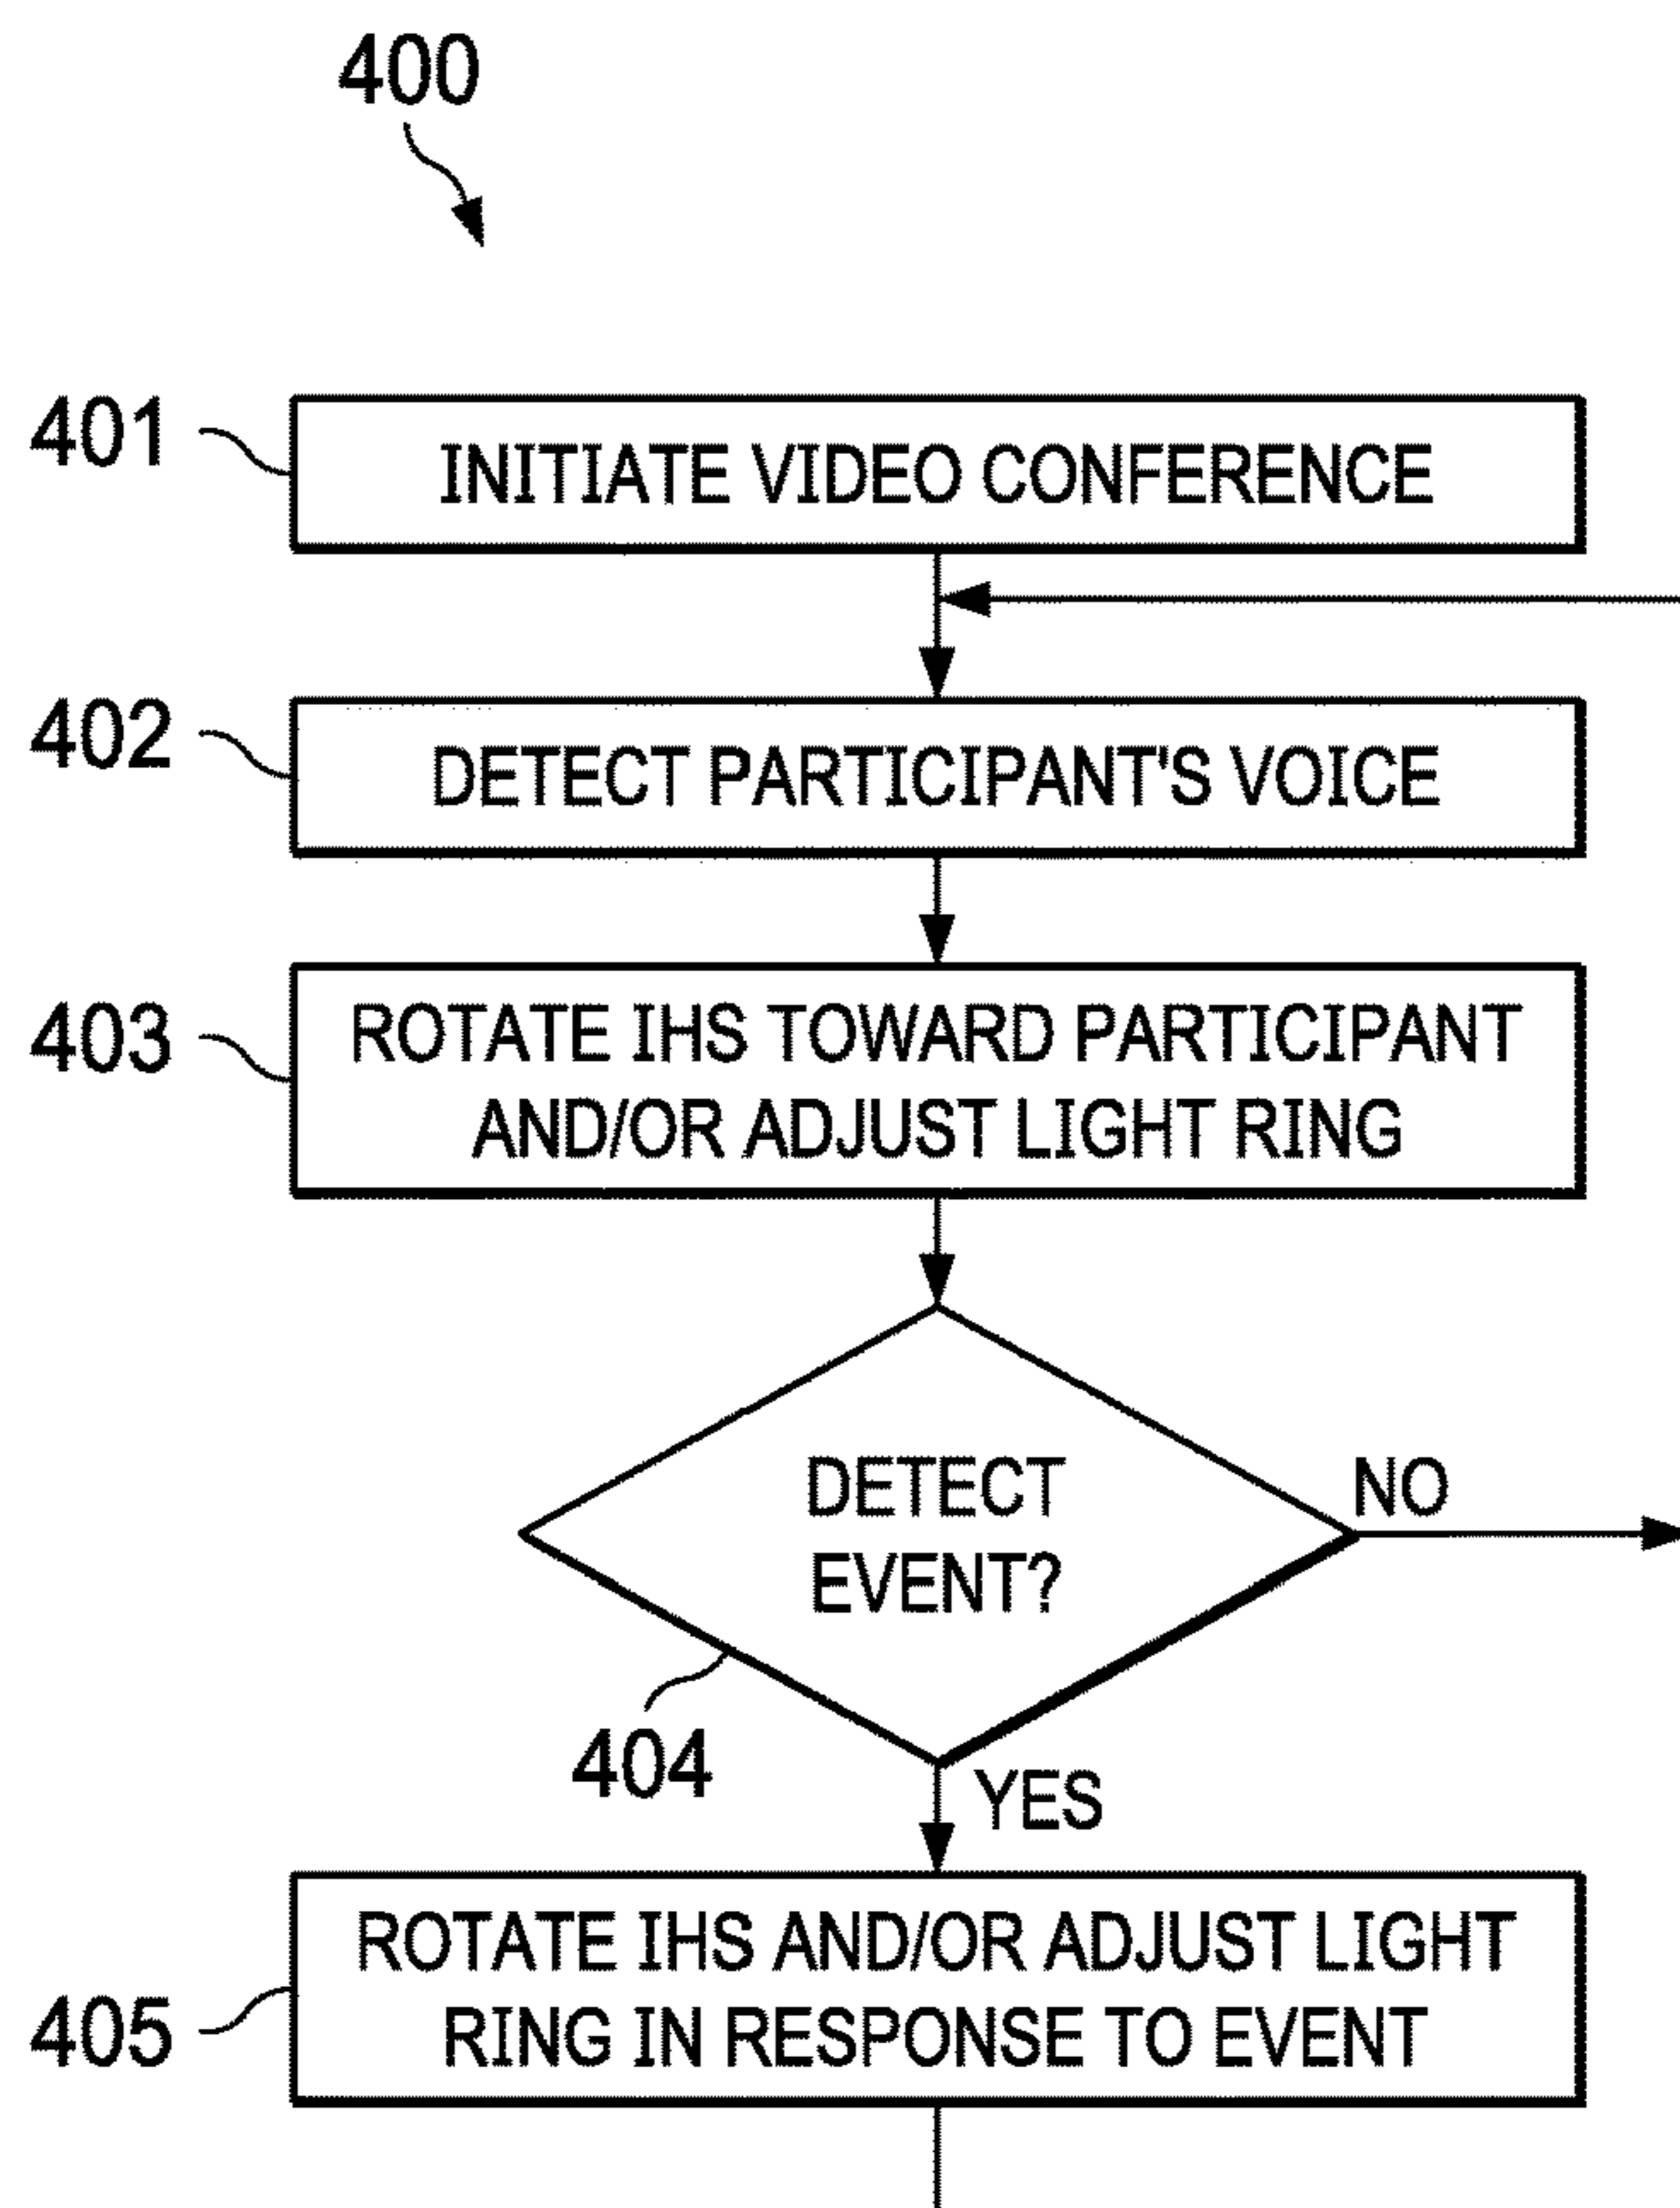 400
401
INITIATE VIDEO CONFERENCE
402
DETECT PARTICIPANT'S VOICE
403
ROTATE IHS TOWARD PARTICIPANT
AND/OR ADJUST LIGHT RING
DETECT
EVENT?
NO
404
YES
405
ROTATE IHS AND/OR ADJUST LIGHT
RING IN RESPONSE TO EVENT